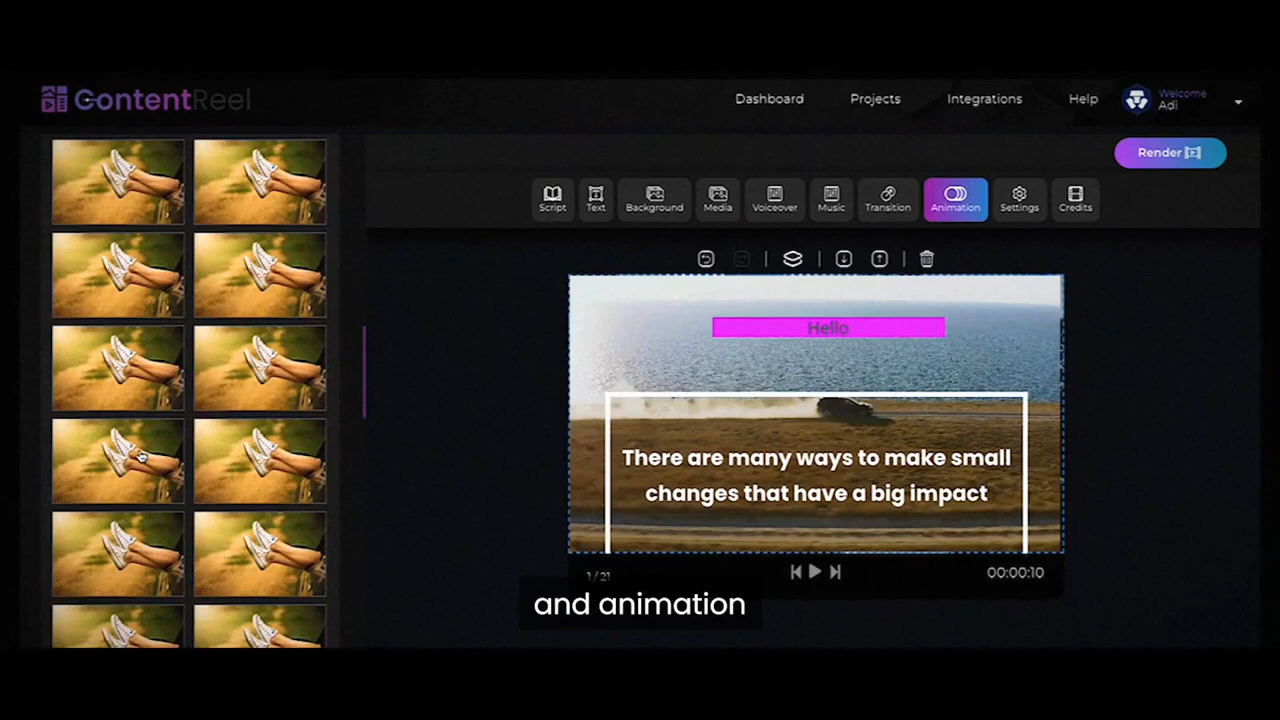 ContentReel
Dashboard
Projects
Integrations
Help
Welcome
Adi
Render
Script
Text
Background
Media
Voiceover
Music
Transition
Animation
Settings
Credits
Hello
There are many ways to make small
changes that have a big impact
1/21
00:00:10
and animation